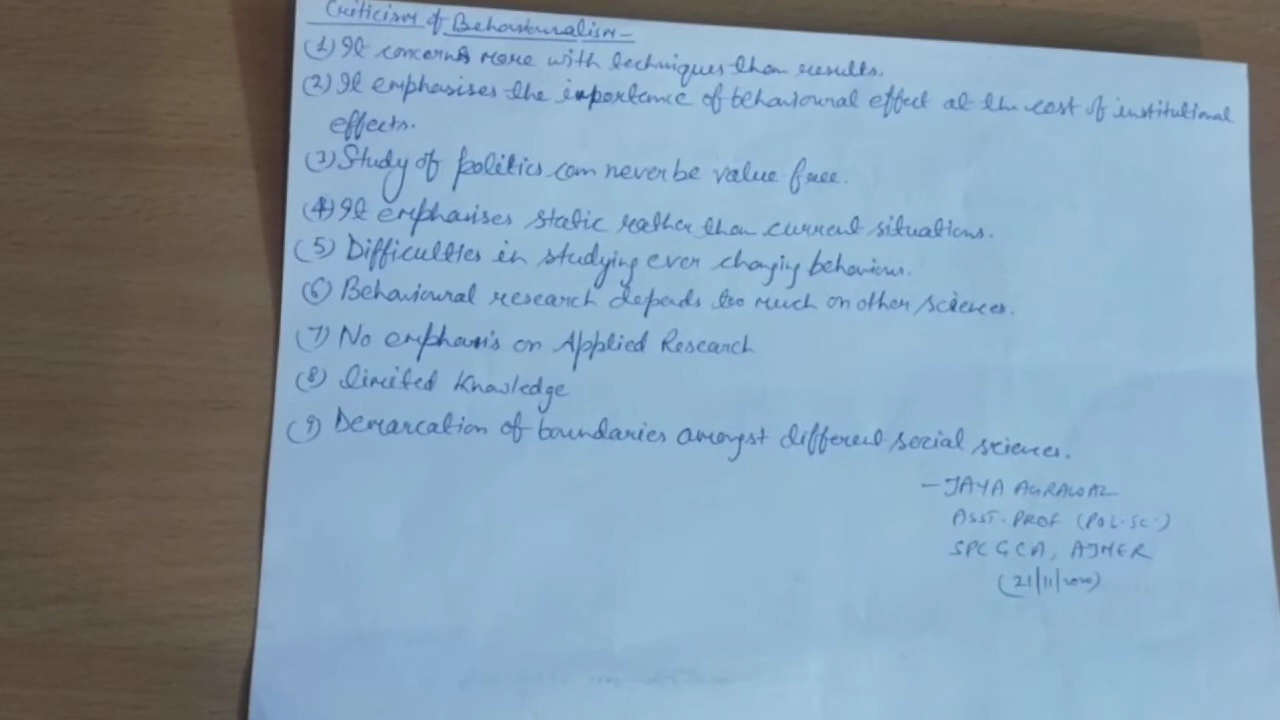 Criticism of Behaviouralism-
(1) It concerns more with techniques than results.
(2) It emphasises the importance of behavioural effect at the cost of institutional
effects.
(3) Study of politics can never be value free.
(4) It emphasises static rather than current situations.
(5) Difficulties in studying ever changing behaviour.
(6) Behavioural research depends too much on other sciences.
(7) No emphasis on Applied Research
(8) limited Knowledge
(9) Demarcation of boundaries amongst different social sciences.
- JAYA AGRAWAL
ASST. PROF (POL. SC.)
SPCGCA, AJMER
(21/11/2020)